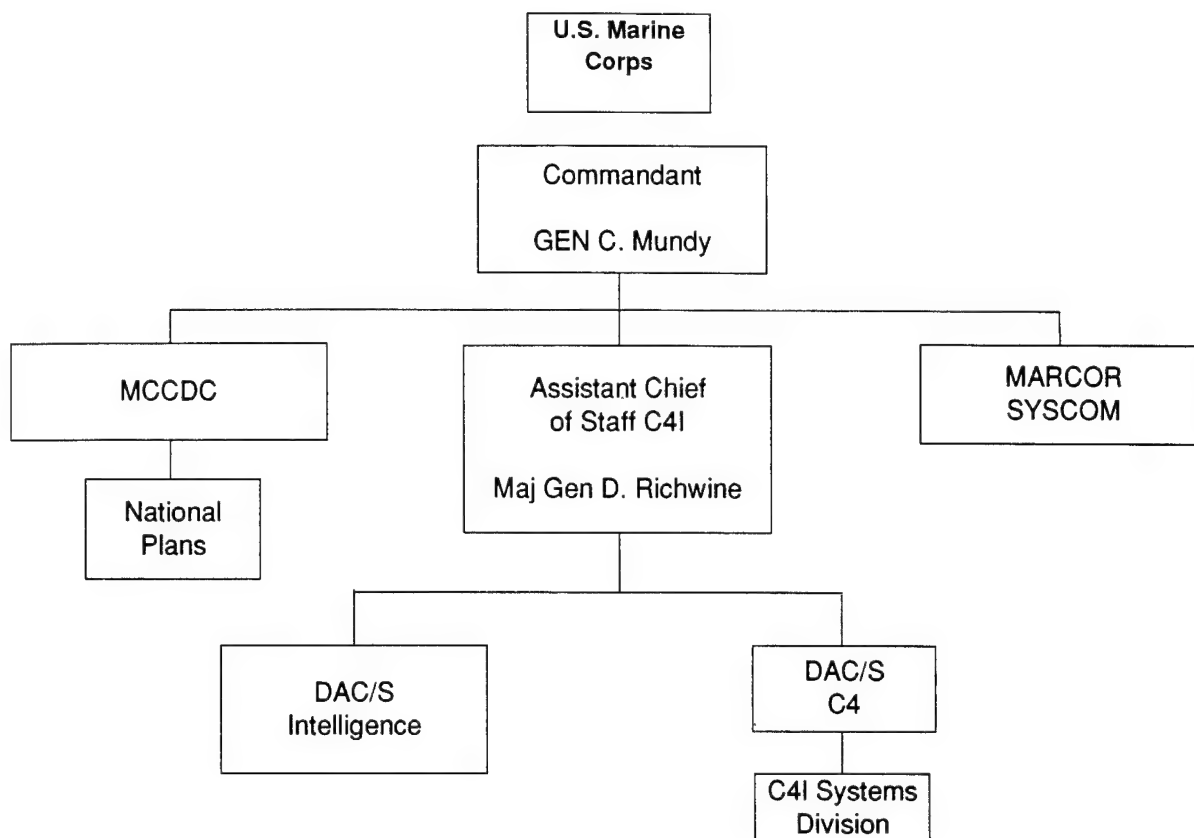 U.S. Marine
Corps
Commandant
GEN C. Mundy
MCCDC
Assistant Chief
of Staff C4I
Maj Gen D. Richwine
MARCOR
SYSCOM
National
Plans
DAC/S
Intelligence
DAC/S
C4
C4I Systems
Division